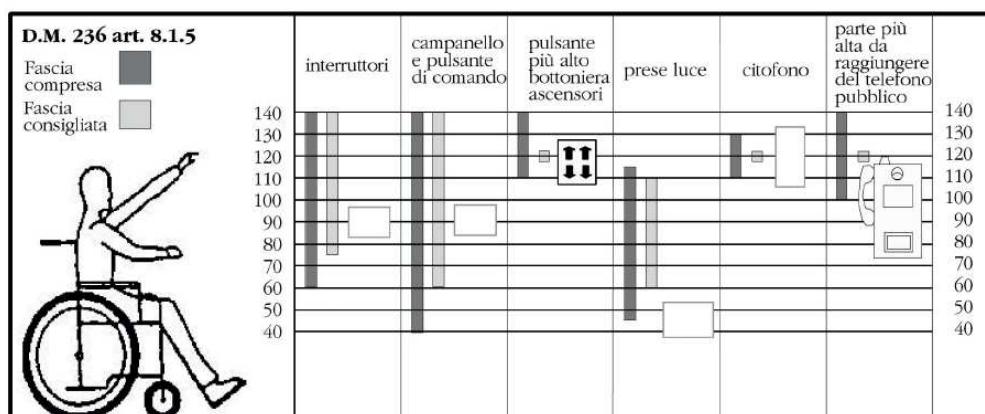 D.M. 236 art. 8.1.5
Fascia
compresa
Fascia
consigliata
interruttori
campanello
e pulsante
di comando
pulsante
più alto
bottoniera
ascensori
prese luce
citofono
parte più
alta da
raggiungere
del telefono
pubblico
140
130
120
110
100
90
80
70
60
50
40
140
130
120
110
100
90
80
70
60
50
40